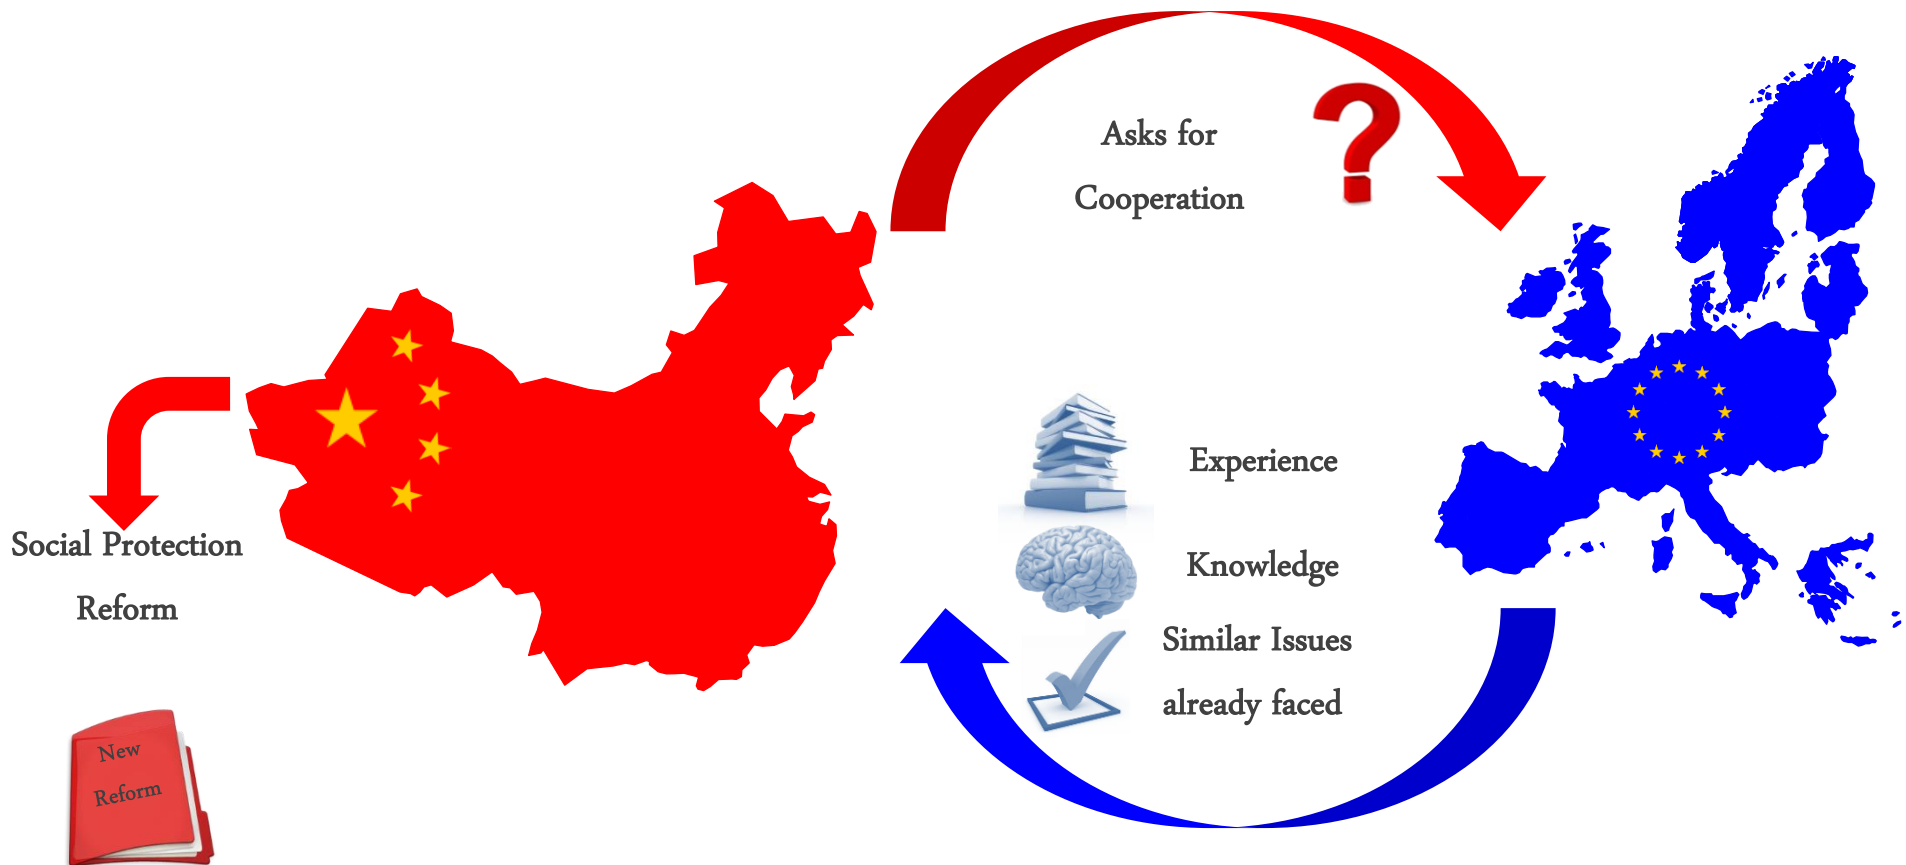 Asks for
Cooperation
Experience
Knowledge
Similar Issues
already faced
Social Protection
Reform
New
Reform